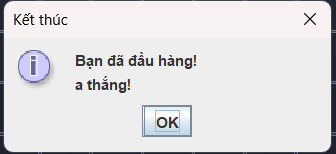 Kết thúc
Bạn đã đầu hàng!
a thắng!
OK